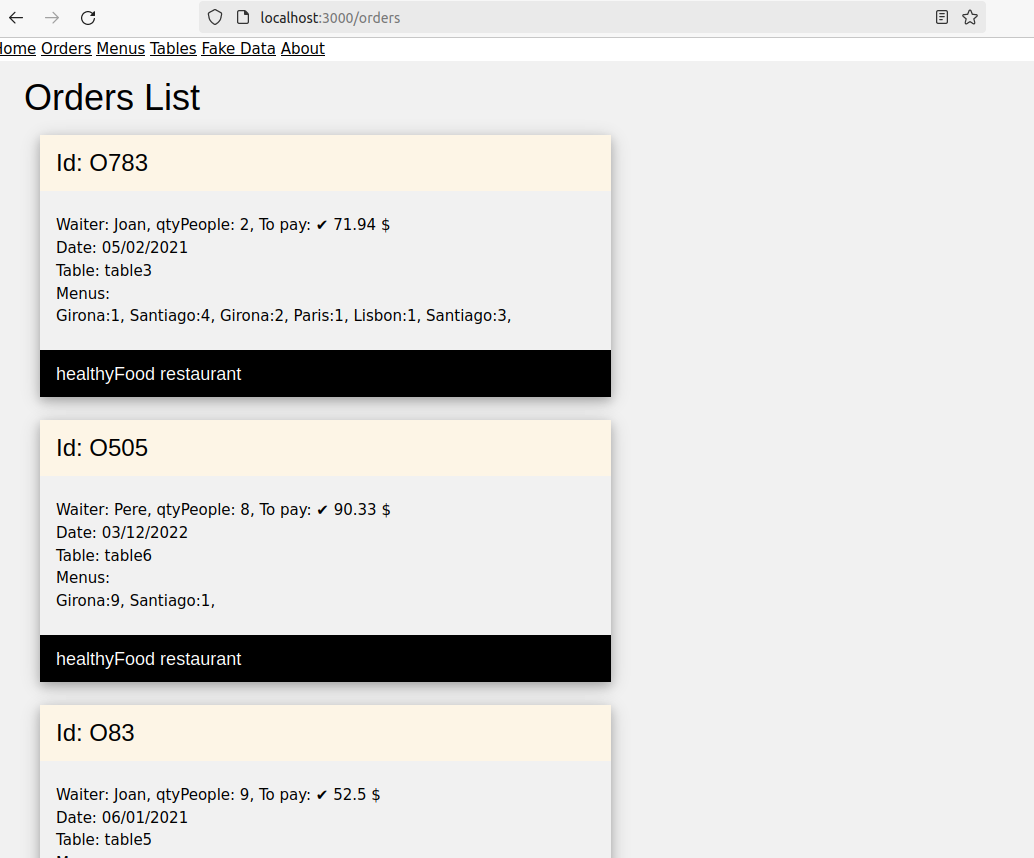 localhost:3000/orders
Home Orders Menus Tables Fake Data About
Orders List
Id: O783
Waiter: Joan, qtyPeople: 2, To pay: ✔ 71.94 $
Date: 05/02/2021
Table: table3
Menus:
Girona:1, Santiago:4, Girona:2, Paris:1, Lisbon:1, Santiago:3,
healthyFood restaurant
Id: O505
Waiter: Pere, qtyPeople: 8, To pay: ✔ 90.33 $
Date: 03/12/2022
Table: table6
Menus:
Girona:9, Santiago:1,
healthyFood restaurant
Id: O83
Waiter: Joan, qtyPeople: 9, To pay: ✔ 52.5 $
Date: 06/01/2021
Table: table5